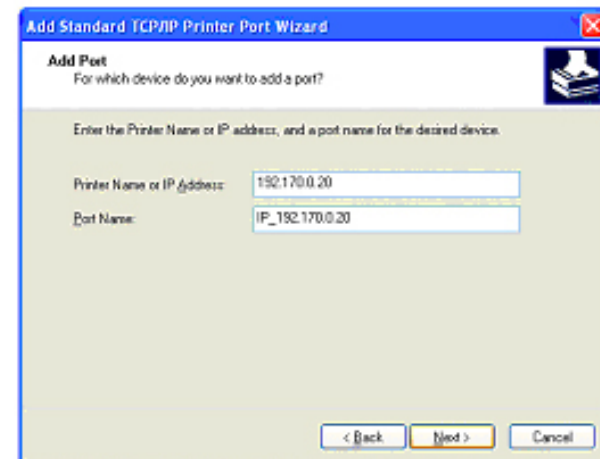 Add Standard TCP/IP Printer Port Wizard
Add Port
For which device do you want to add a port?
Enter the Printer Name or IP address, and a port name for the desired device.
Printer Name or IP Address: 192.170.0.20
Port Name: IP_192.170.0.20
< Back Next > Cancel